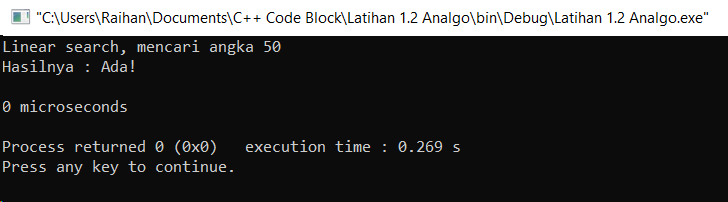 "C:\Users\Raihan\Documents\C++ Code Block\Latihan 1.2 Analgo\bin\Debug\Latihan 1.2 Analgo.exe"
Linear search, mencari angka 50
Hasilnya : Ada!
0 microseconds
Process returned 0 (0x0)   execution time : 0.269 s
Press any key to continue.